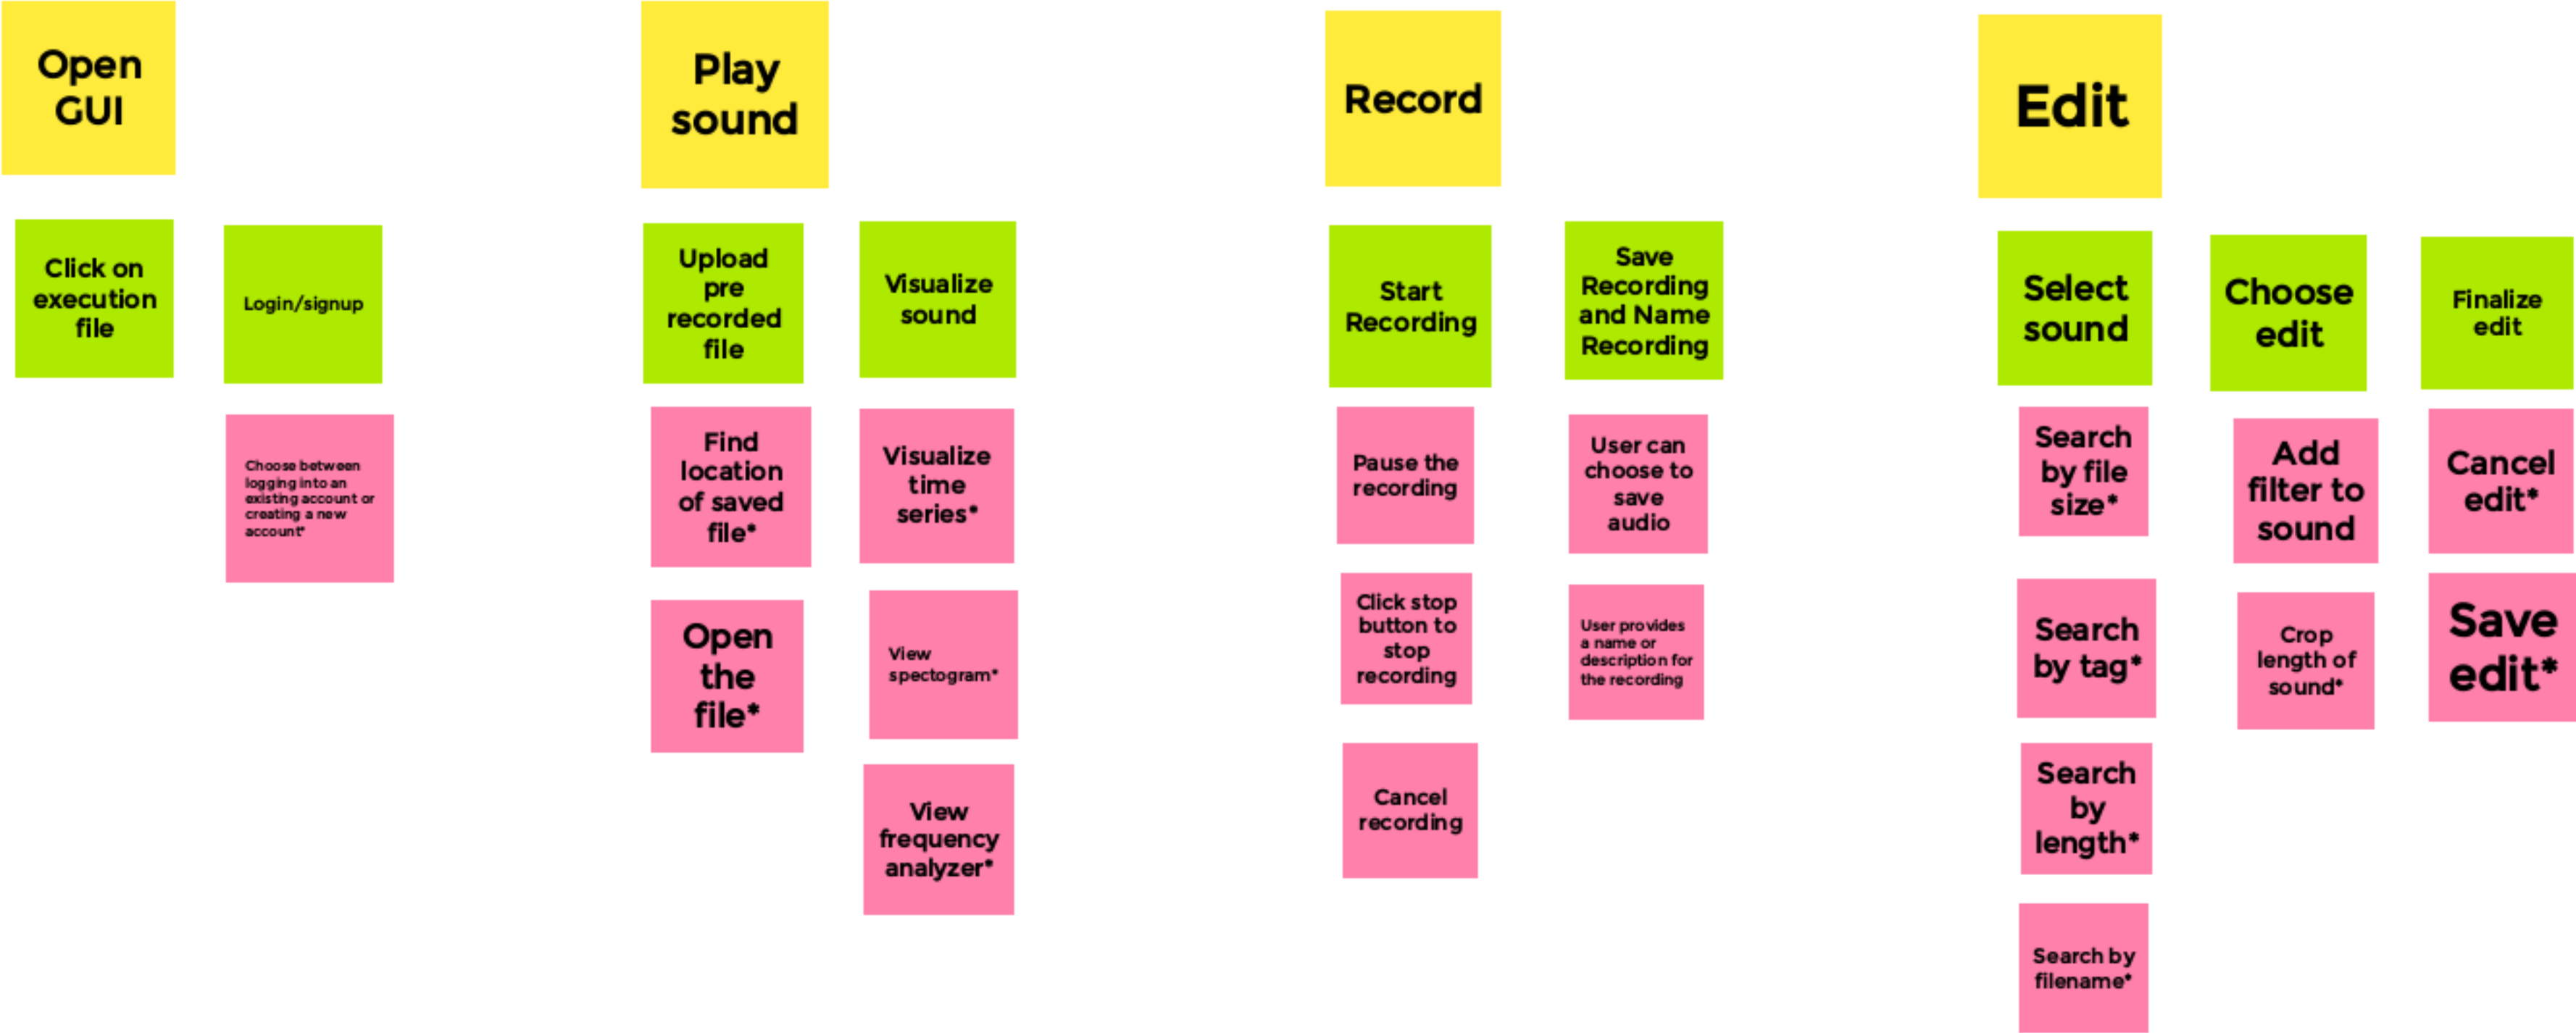 Open
GUI
Click on
execution
file
Login/signup
Choose between
logging into an
existing account or
creating a new
account*
Play
sound
Upload
pre
recorded
file
Find
location
of saved
file*
Open
the
file*
Visualize
sound
Visualize
time
series*
View
spectogram*
View
frequency
analyzer*
Record
Start
Recording
Pause the
recording
Click stop
button to
stop
recording
Cancel
recording
Save
Recording
and Name
Recording
User can
choose to
save
audio
User provides
a name or
description for
the recording
Edit
Select
sound
Search
by file
size*
Search
by tag*
Search
by
length*
Search by
filename*
Choose
edit
Add
filter to
sound
Crop
length of
sound*
Finalize
edit
Cancel
edit*
Save
edit*